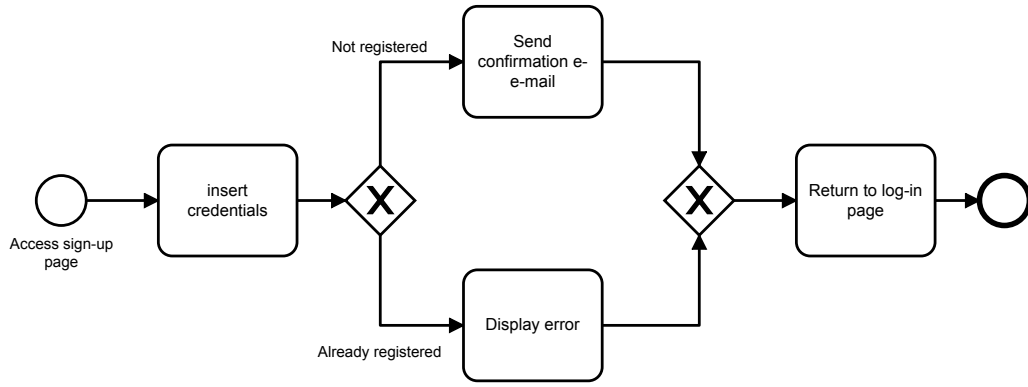 Not registered
Send
confirmation e-
e-mail
insert
credentials
X
X
Return to log-in
page
Access sign-up
page
Display error
Already registered